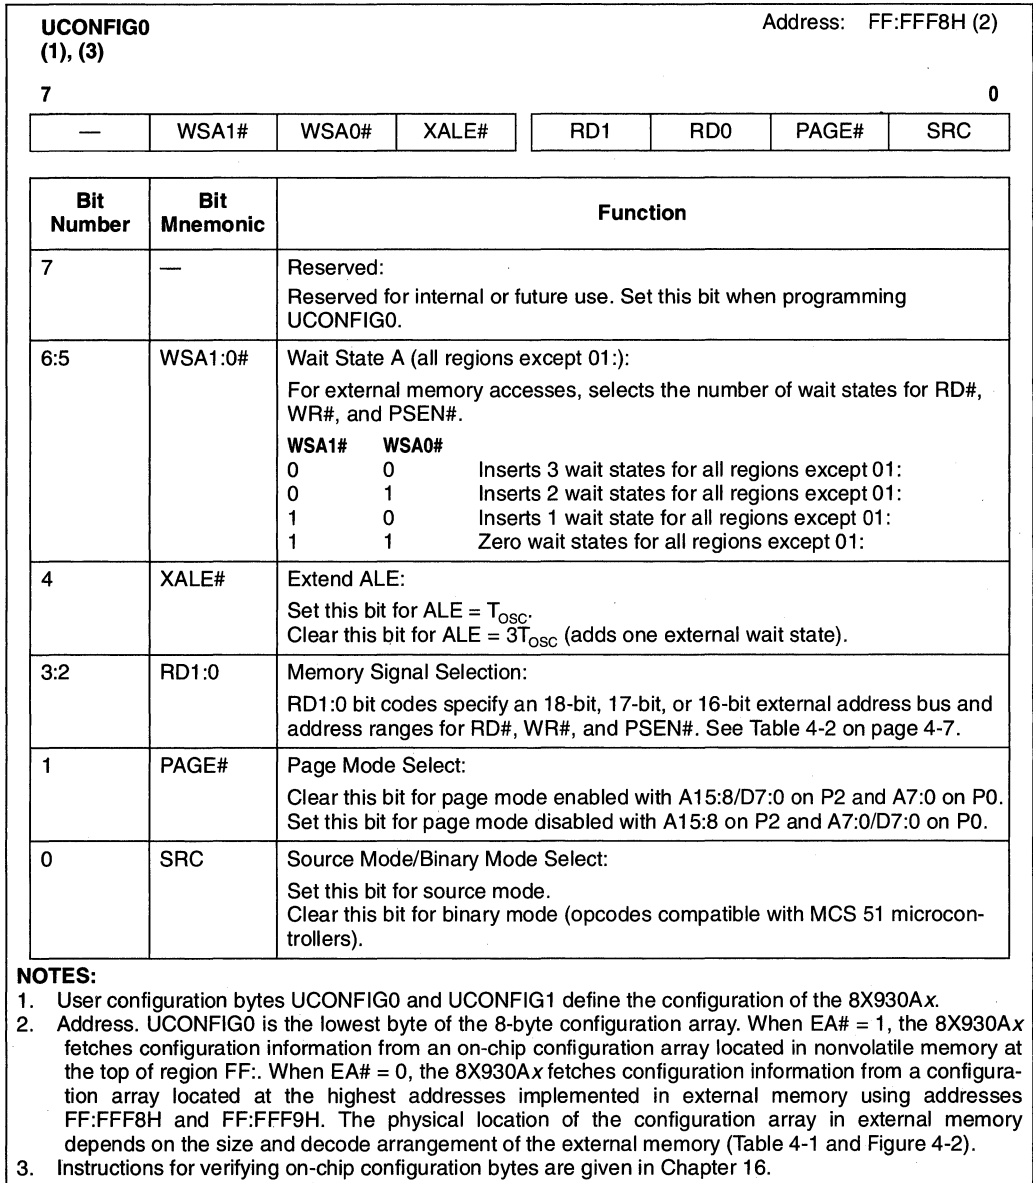 UCONFIG0 Address: FF:FFF8H (2)
(1), (3)
7 0
— WSA1# WSA0# XALE# RD1 RD0 PAGE# SRC
Bit Number Bit Mnemonic Function
7 — Reserved:
Reserved for internal or future use. Set this bit when programming
UCONFIG0.
6:5 WSA1:0# Wait State A (all regions except 01:):
For external memory accesses, selects the number of wait states for RD#,
WR#, and PSEN#.
WSA1# WSA0#
0 0 Inserts 3 wait states for all regions except 01:
0 1 Inserts 2 wait states for all regions except 01:
1 0 Inserts 1 wait state for all regions except 01:
1 1 Zero wait states for all regions except 01:
4 XALE# Extend ALE:
Set this bit for ALE = TOSC.
Clear this bit for ALE = 3TOSC (adds one external wait state).
3:2 RD1:0 Memory Signal Selection:
RD1:0 bit codes specify an 18-bit, 17-bit, or 16-bit external address bus and
address ranges for RD#, WR#, and PSEN#. See Table 4-2 on page 4-7.
1 PAGE# Page Mode Select:
Clear this bit for page mode enabled with A15:8/D7:0 on P2 and A7:0 on P0.
Set this bit for page mode disabled with A15:8 on P2 and A7:0/D7:0 on P0.
0 SRC Source Mode/Binary Mode Select:
Set this bit for source mode.
Clear this bit for binary mode (opcodes compatible with MCS 51 microcon-
trollers).
NOTES:
1. User configuration bytes UCONFIG0 and UCONFIG1 define the configuration of the 8X930Ax.
2. Address. UCONFIG0 is the lowest byte of the 8-byte configuration array. When EA# = 1, the 8X930Ax
fetches configuration information from an on-chip configuration array located in nonvolatile memory at
the top of region FF:. When EA# = 0, the 8X930Ax fetches configuration information from a configura-
tion array located at the highest addresses implemented in external memory using addresses
FF:FFF8H and FF:FFF9H. The physical location of the configuration array in external memory
depends on the size and decode arrangement of the external memory (Table 4-1 and Figure 4-2).
3. Instructions for verifying on-chip configuration bytes are given in Chapter 16.